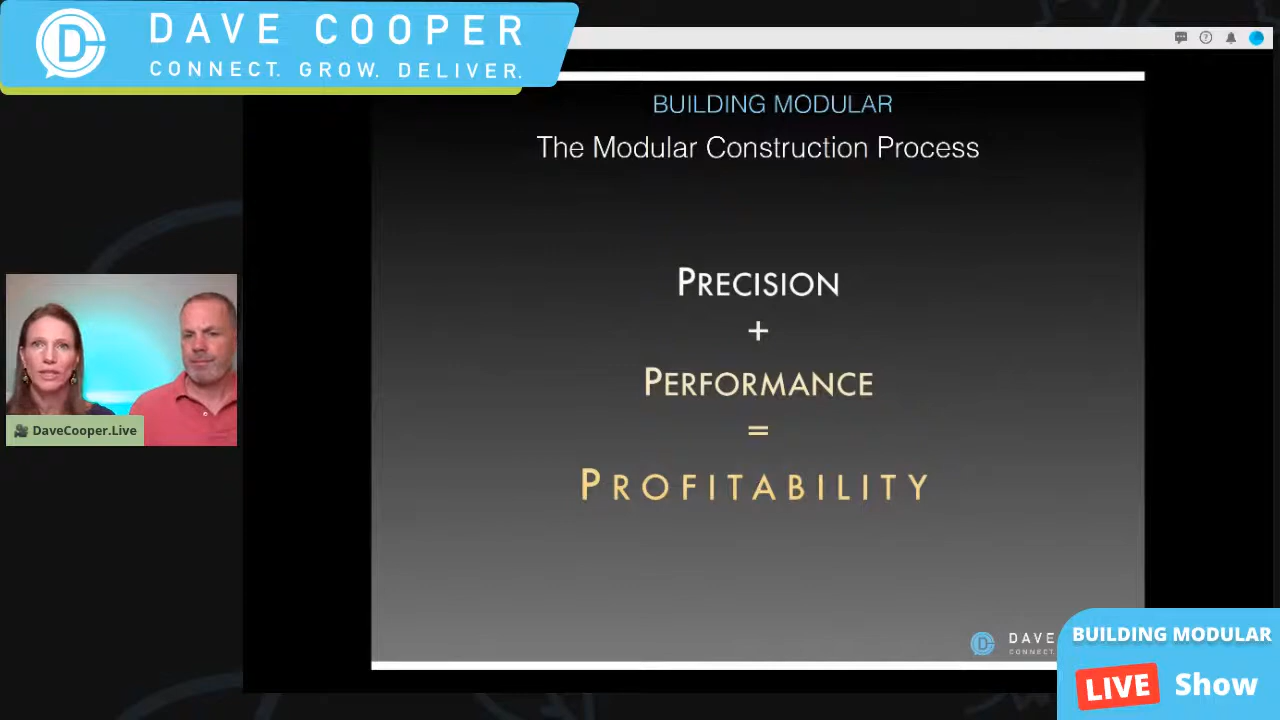 DAVE COOPER
CONNECT. GROW. DELIVER.
BUILDING MODULAR
The Modular Construction Process
PRECISION
+
PERFORMANCE
=
PROFITABILITY
DaveCooper.Live
DAVE
CONNECT.
BUILDING MODULAR
LIVE Show